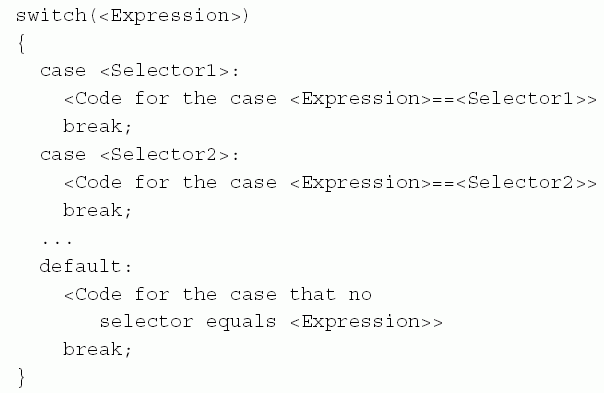 switch(<Expression>)
{
case <Selector1>:
<Code for the case <Expression>==<Selector1>>
break;
case <Selector2>:
<Code for the case <Expression>==<Selector2>>
break;
...
default:
<Code for the case that no
selector equals <Expression>>
break;
}